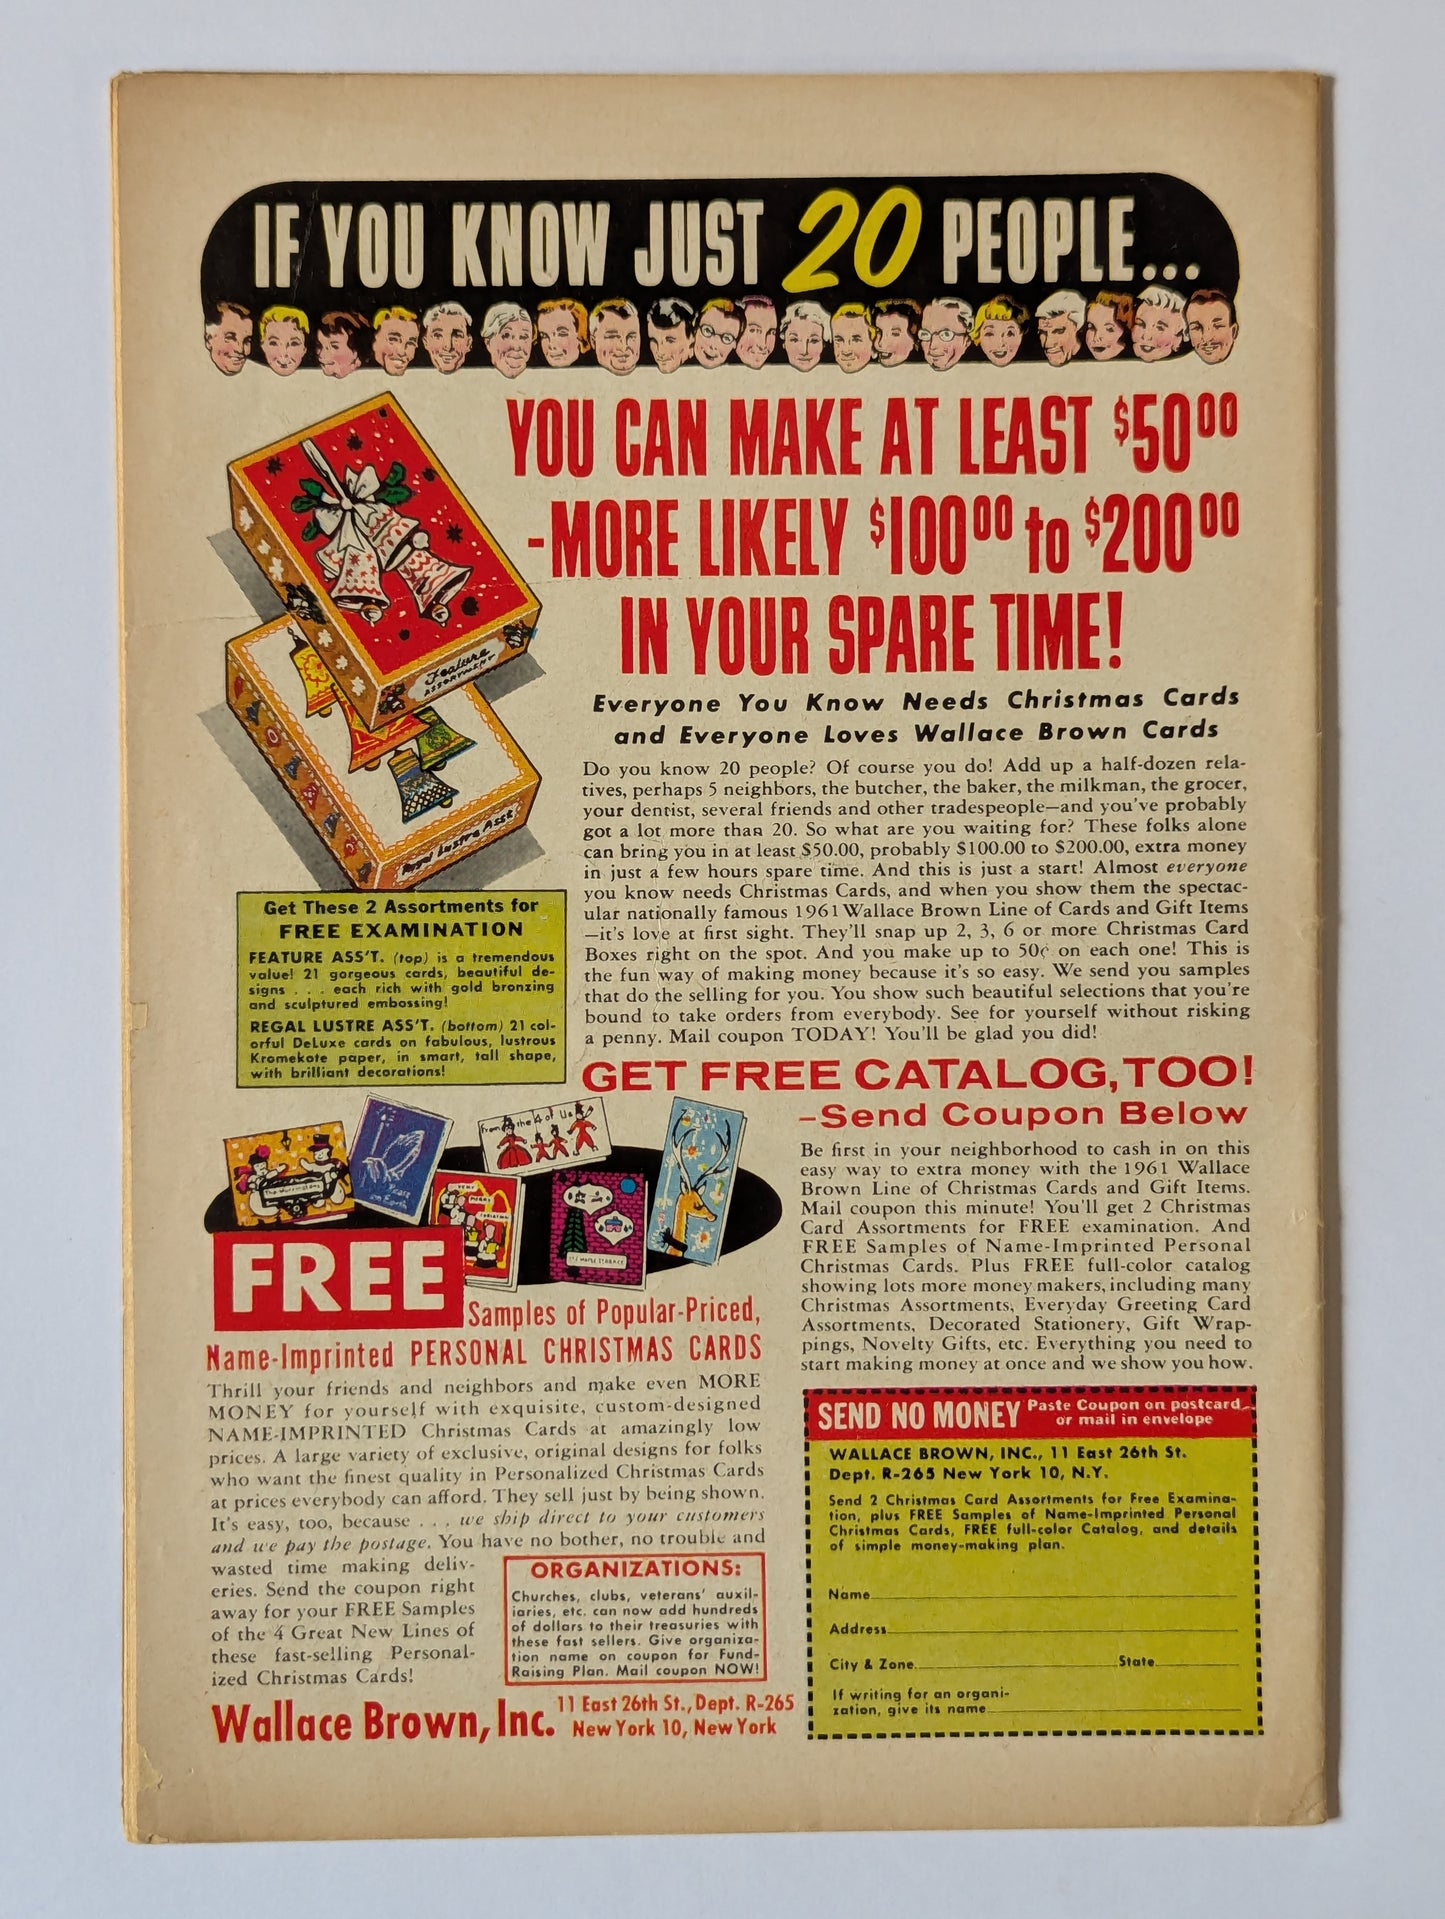 IF YOU KNOW JUST 20 PEOPLE...
YOU CAN MAKE AT LEAST $50.00
-MORE LIKELY $100.00 to $200.00
IN YOUR SPARE TIME!
Feature
ASSORTMENT
Regal Lustre Asst
Everyone You Know Needs Christmas Cards
and Everyone Loves Wallace Brown Cards
Do you know 20 people? Of course you do! Add up a half-dozen rela-
tives, perhaps 5 neighbors, the butcher, the baker, the milkman, the grocer,
your dentist, several friends and other tradespeople—and you've probably
got a lot more than 20. So what are you waiting for? These folks alone
can bring you in at least $50.00, probably $100.00 to $200.00, extra money
in just a few hours spare time. And this is just a start! Almost everyone
you know needs Christmas Cards, and when you show them the spectac-
ular nationally famous 1961 Wallace Brown Line of Cards and Gift Items
—it's love at first sight. They'll snap up 2, 3, 6 or more Christmas Card
Boxes right on the spot. And you make up to 50¢ on each one! This is
the fun way of making money because it's so easy. We send you samples
that do the selling for you. You show such beautiful selections that you're
bound to take orders from everybody. See for yourself without risking
a penny. Mail coupon TODAY! You'll be glad you did!
Get These 2 Assortments for
FREE EXAMINATION
FEATURE ASS'T. (top) is a tremendous
value! 21 gorgeous cards, beautiful de-
signs . . . each rich with gold bronzing
and sculptured embossing!
REGAL LUSTRE ASS'T. (bottom) 21 col-
orful DeLuxe cards on fabulous, lustrous
Kromekote paper, in smart, tall shape,
with brilliant decorations!
GET FREE CATALOG, TOO!
–Send Coupon Below
Be first in your neighborhood to cash in on this
easy way to extra money with the 1961 Wallace
Brown Line of Christmas Cards and Gift Items.
Mail coupon this minute! You'll get 2 Christmas
Card Assortments for FREE examination. And
FREE Samples of Name-Imprinted Personal
Christmas Cards. Plus FREE full-color catalog
showing lots more money makers, including many
Christmas Assortments, Everyday Greeting Card
Assortments, Decorated Stationery, Gift Wrap-
pings, Novelty Gifts, etc. Everything you need to
start making money at once and we show you how.
Peace
on Earth
From the 4 of Us
VERY
MERRY
CHRISTMAS
FREE
Samples of Popular-Priced,
Name-Imprinted PERSONAL CHRISTMAS CARDS
Thrill your friends and neighbors and make even MORE
MONEY for yourself with exquisite, custom-designed
NAME-IMPRINTED Christmas Cards at amazingly low
prices. A large variety of exclusive, original designs for folks
who want the finest quality in Personalized Christmas Cards
at prices everybody can afford. They sell just by being shown.
It's easy, too, because . . . we ship direct to your customers
and we pay the postage. You have no bother, no trouble and
wasted time making deliv-
eries. Send the coupon right
away for your FREE Samples
of the 4 Great New Lines of
these fast-selling Personal-
ized Christmas Cards!
ORGANIZATIONS:
Churches, clubs, veterans' auxil-
iaries, etc. can now add hundreds
of dollars to their treasuries with
these fast sellers. Give organiza-
tion name on coupon for Fund-
Raising Plan. Mail coupon NOW!
Wallace Brown, Inc.
11 East 26th St., Dept. R-265
New York 10, New York
SEND NO MONEY
Paste Coupon on postcard
or mail in envelope
WALLACE BROWN, INC., 11 East 26th St.
Dept. R-265 New York 10, N.Y.
Send 2 Christmas Card Assortments for Free Examina-
tion, plus FREE Samples of Name-Imprinted Personal
Christmas Cards, FREE full-color Catalog, and details
of simple money-making plan.
Name
Address
City & Zone State
If writing for an organi-
zation, give its name